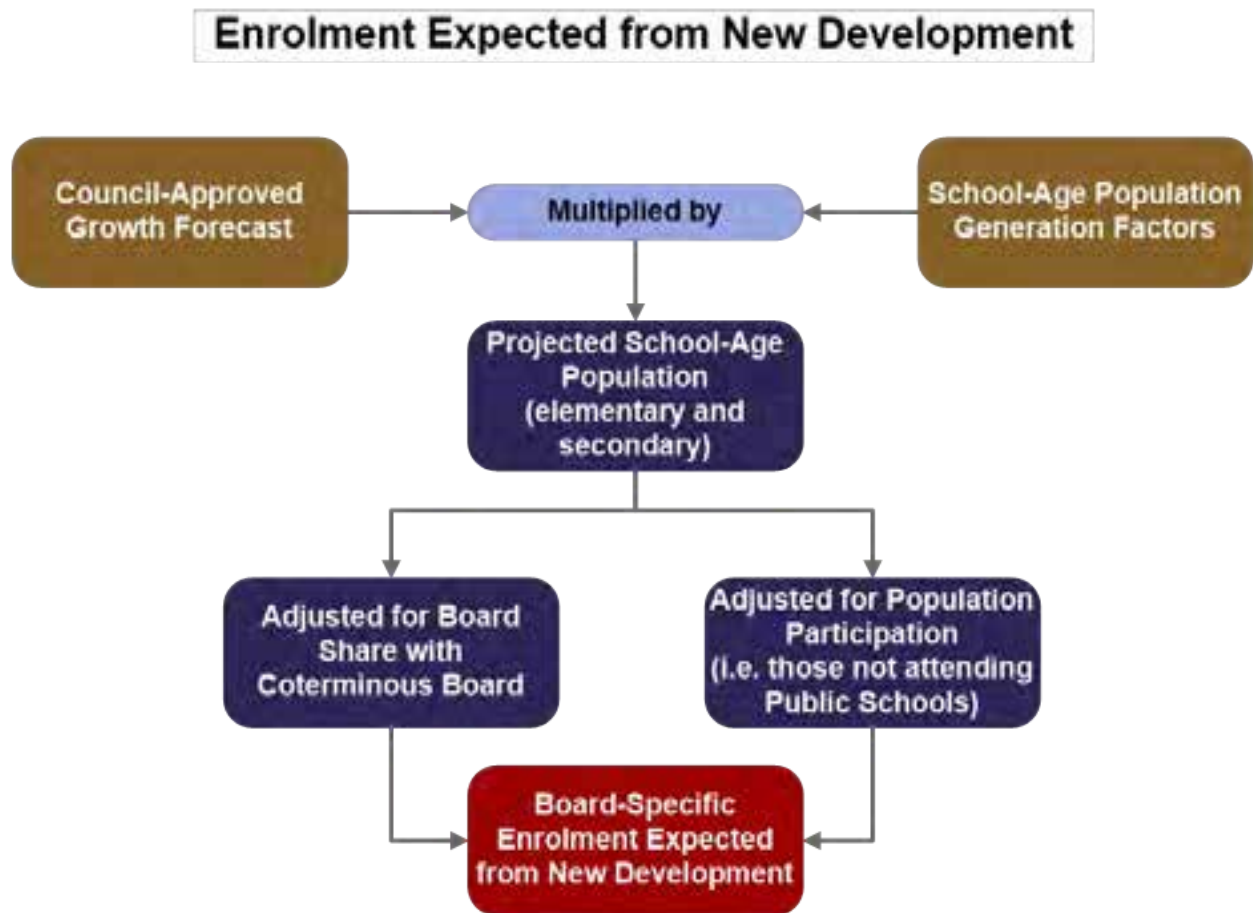 Enrolment Expected from New Development
Council-Approved
Growth Forecast
Multiplied by
School-Age Population
Generation Factors
Projected School-Age
Population
(elementary and
secondary)
Adjusted for Board
Share with
Coterminous Board
Adjusted for Population
Participation
(i.e. those not attending
Public Schools)
Board-Specific
Enrolment Expected
from New Development